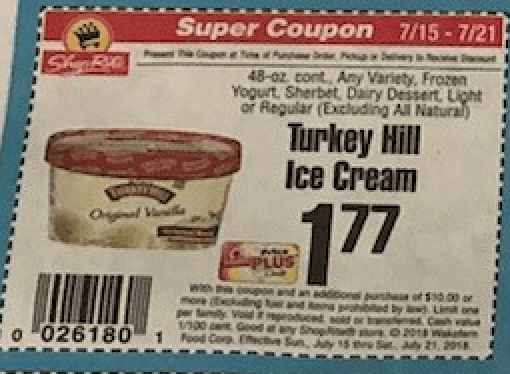 Super Coupon 7/15 - 7/21
ShopRite
Present This Coupon at Time of Purchase Order, Pickup or Delivery to Receive Discount
48-oz. cont., Any Variety, Frozen
Yogurt, Sherbet, Dairy Dessert, Light
or Regular (Excluding All Natural)
Turkey Hill
Ice Cream
1 77
Turkey Hill
Original Vanilla
Price
PLUS
Club
With this coupon and an additional purchase of $10.00 or
more (Excluding fuel and items prohibited by law). Limit one
per family. Void if reproduced, sold or transferred. Cash value
1/100 cent. Good at any ShopRite® store. © 2018 Wakefern
Food Corp. Effective Sun., July 15 thru Sat., July 21, 2018.
0 026180 1